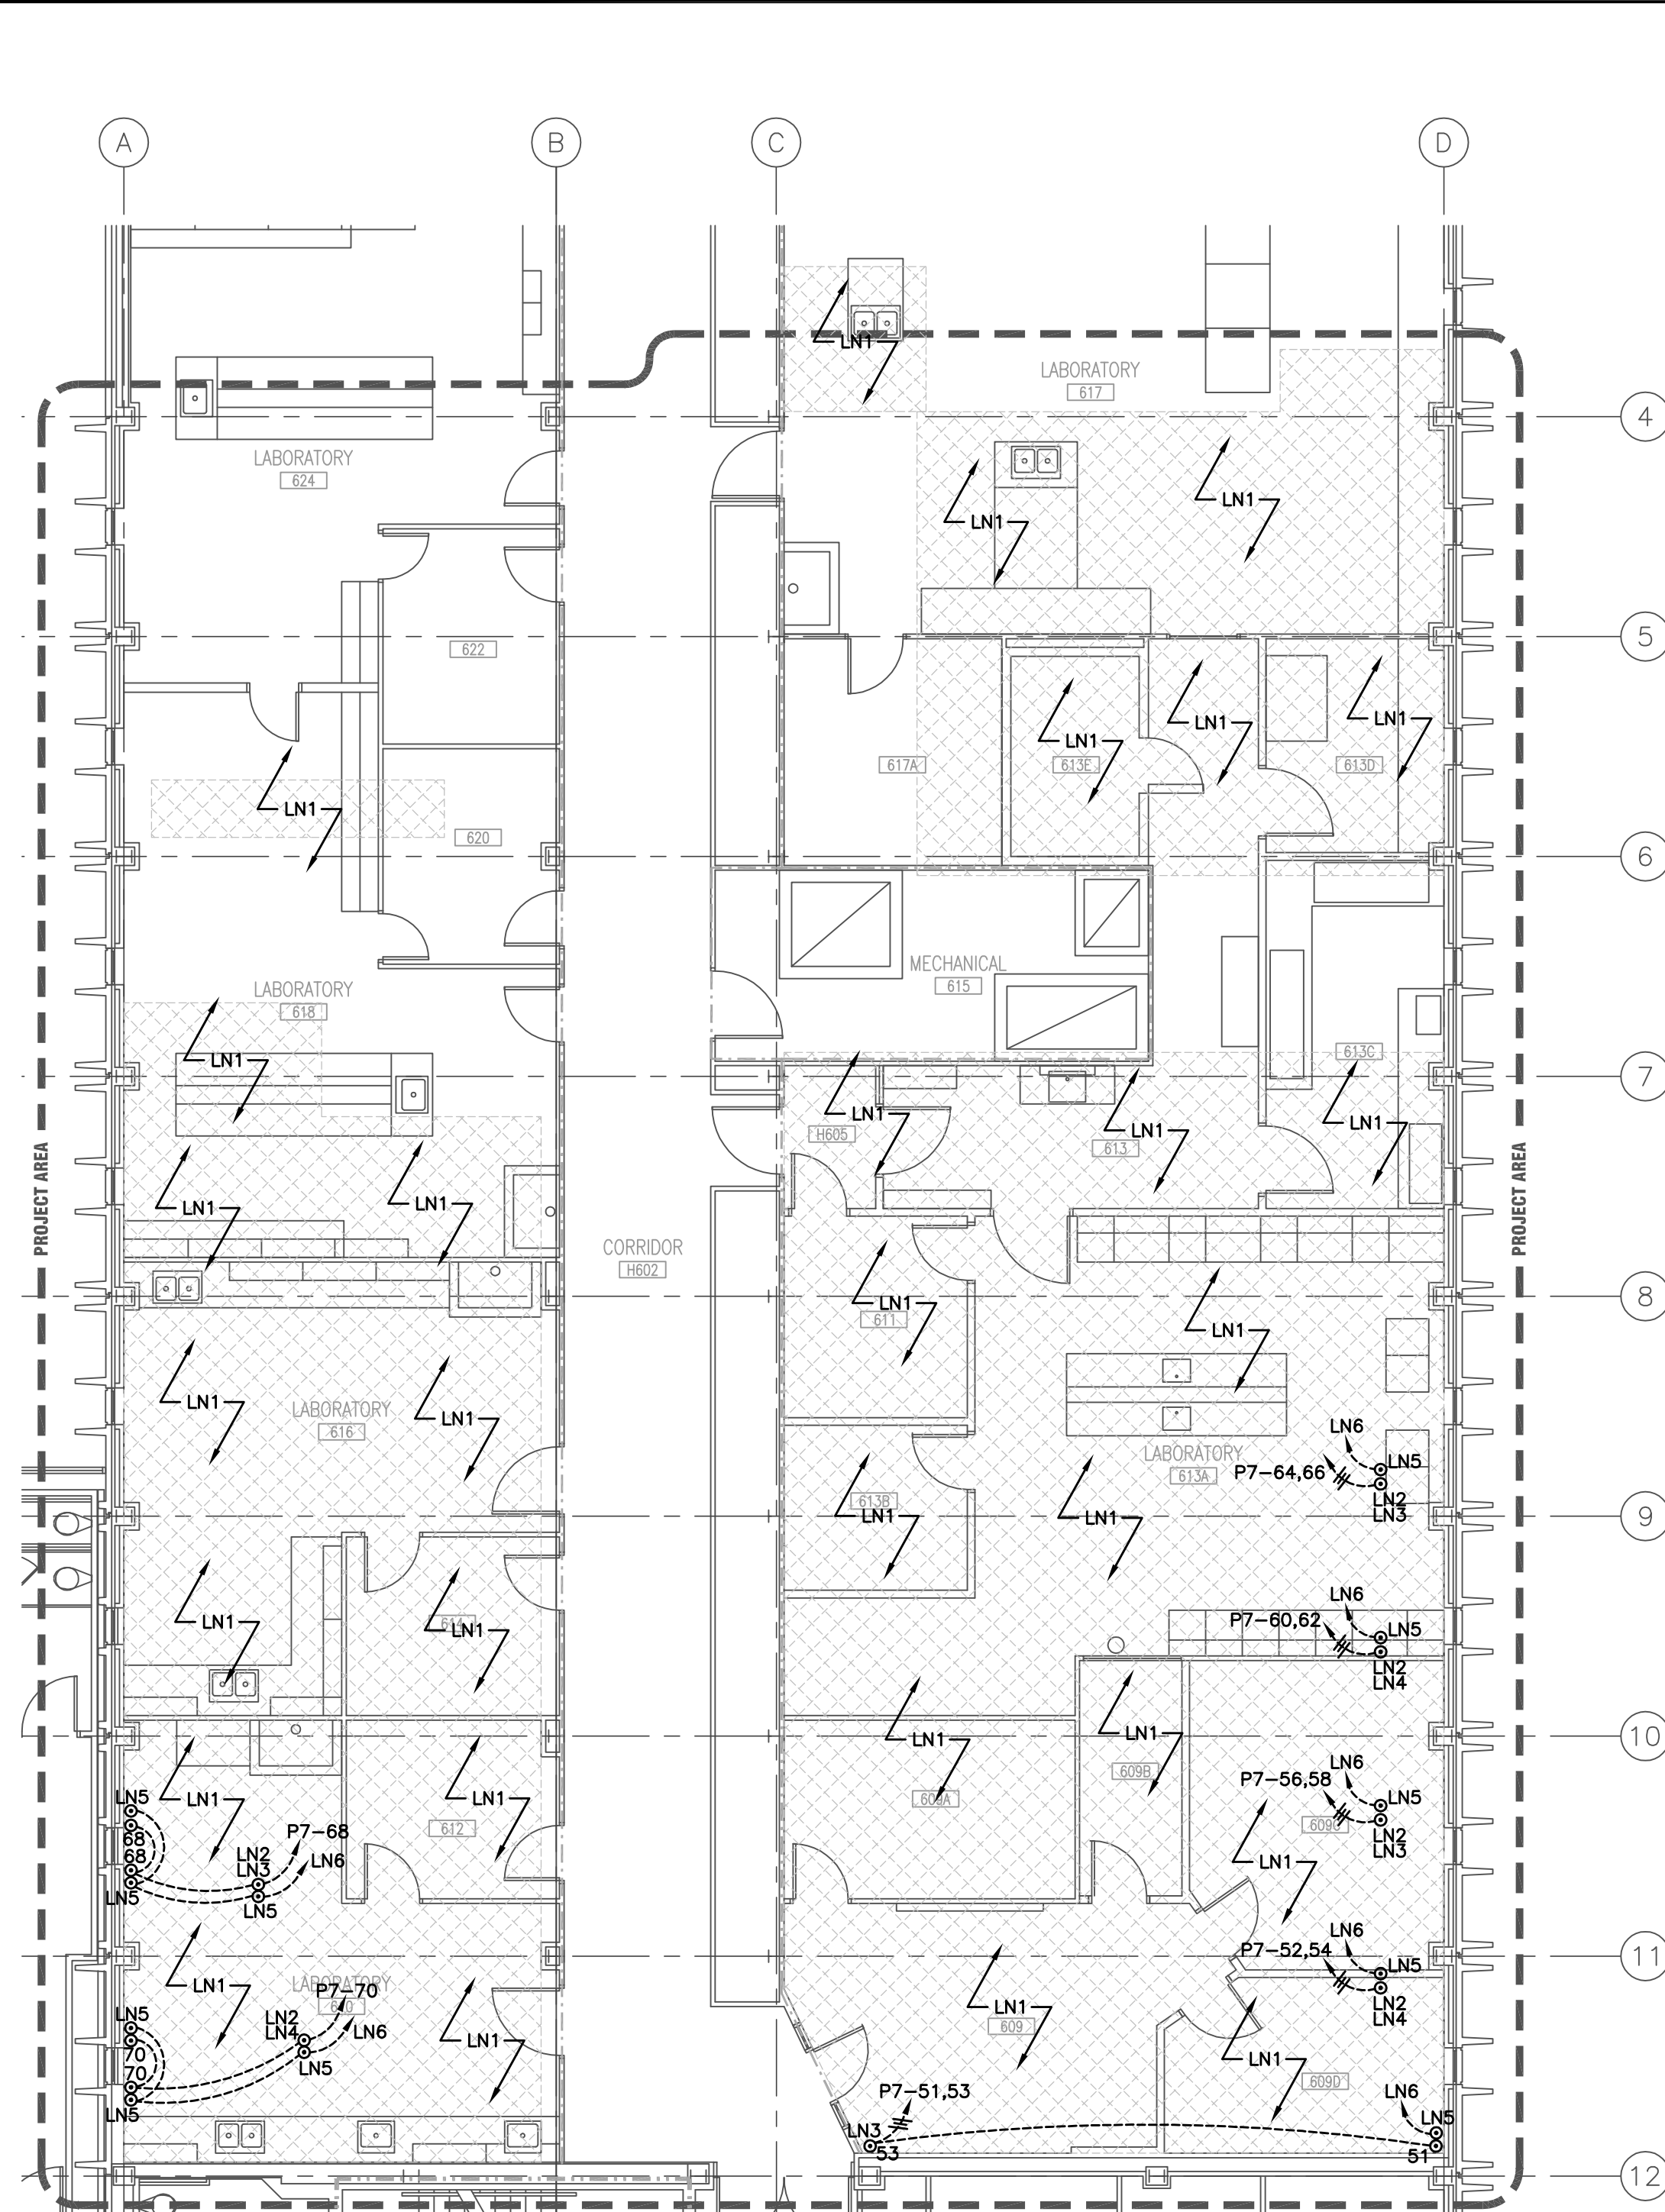 A
B
C
D
LN1
LABORATORY
617
4
LABORATORY
624
LN1
LN1
5
622
LN1
LN1
LN1
617A
613E
613D
LN1
620
6
MECHANICAL
615
LABORATORY
618
LN1
613C
7
LN1
LN1
LN1
H605
613
PROJECT AREA
PROJECT AREA
LN1
LN1
CORRIDOR
H602
8
LN1
611
LN1
LN1
LN1
LABORATORY
616
LN6
LABORATORY
613A
LN5
P7-64,66
LN2
LN3
613B
LN1
LN1
9
LN6
P7-60,62
LN5
LN2
LN4
LN1
614
LN1
10
LN1
LN1
609B
LN6
P7-56,58
LN5
LN2
LN3
609C
609A
LN1
LN1
LN5
68
68
LN5
612
P7-68
LN2
LN3
LN6
LN5
LN1
LN6
P7-52,54
LN5
LN2
LN4
11
LABORATORY
610
LN1
P7-70
LN2
LN4
LN6
LN5
LN5
70
70
LN5
LN1
LN1
609
LN1
609D
P7-51,53
LN3
53
LN6
LN5
51
12